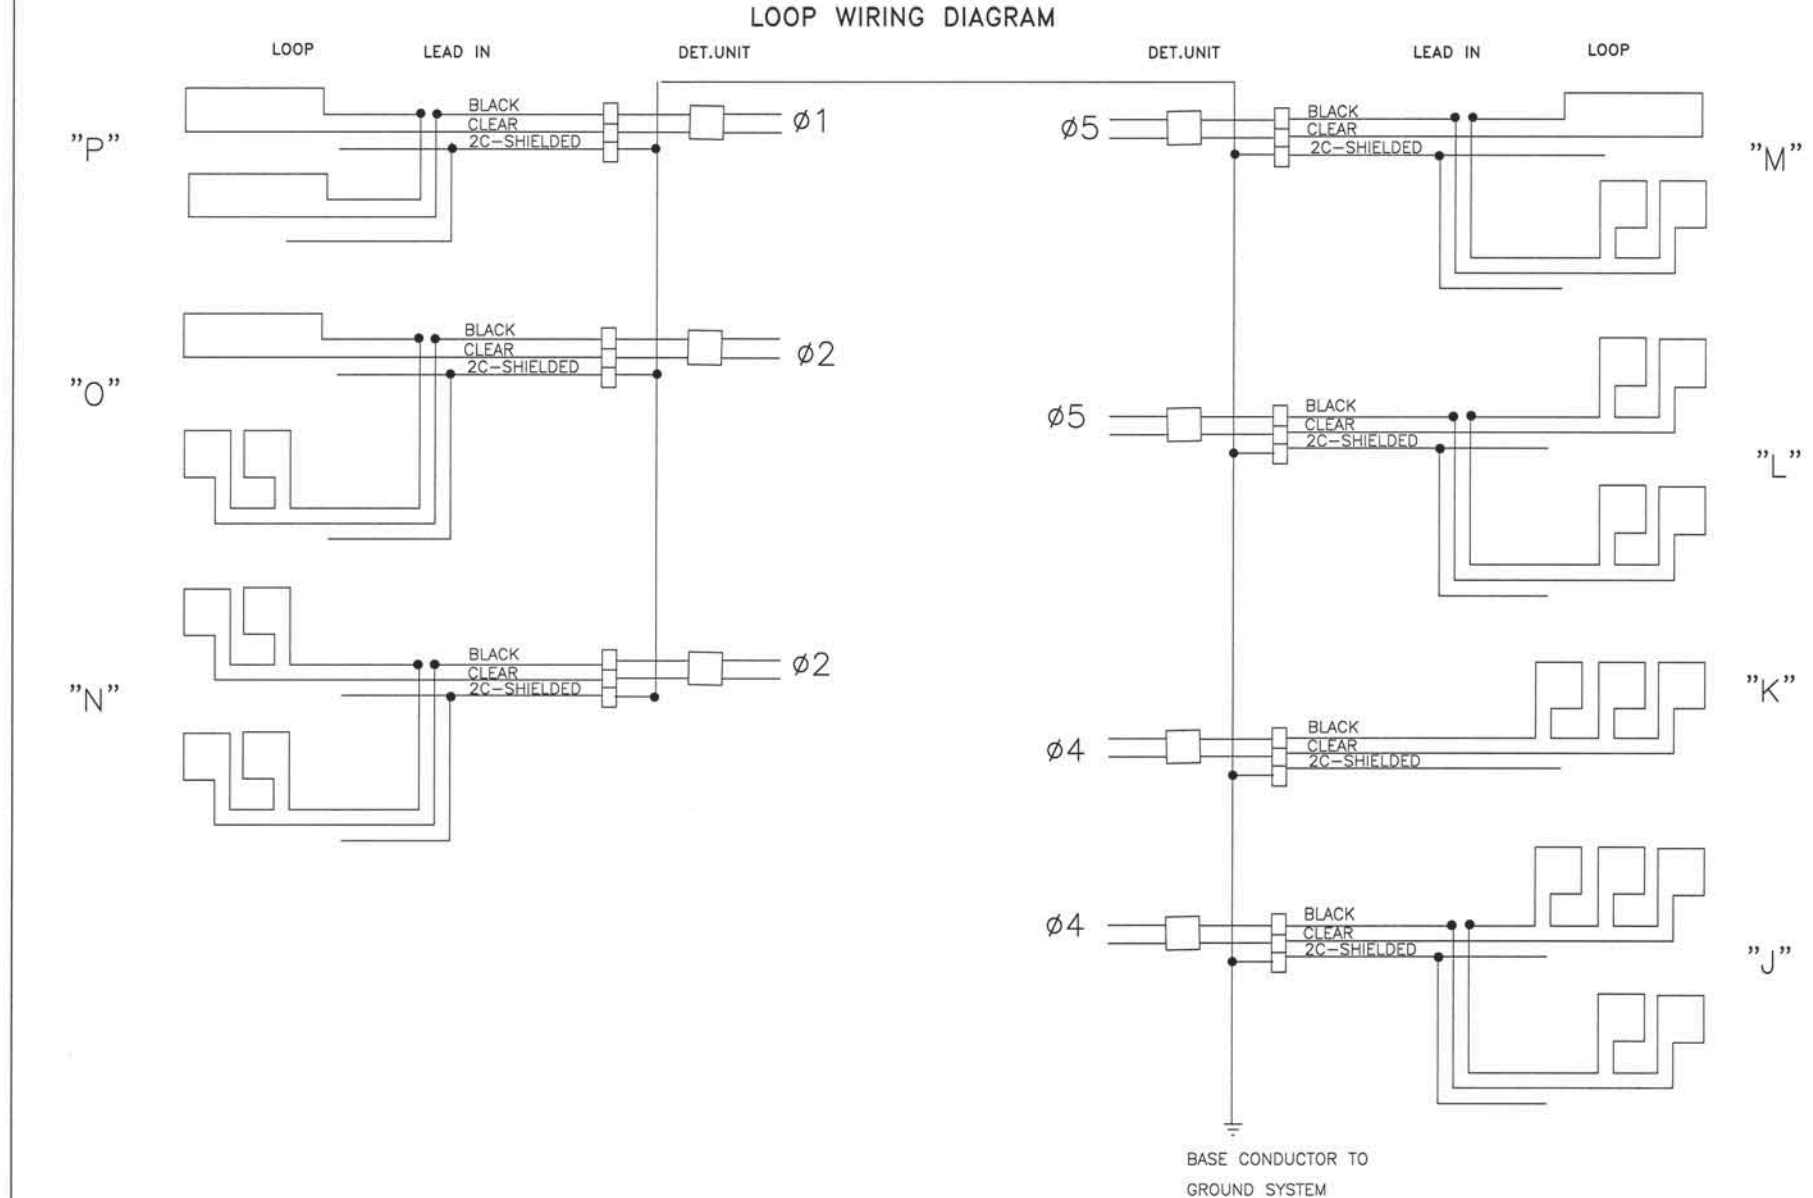 LOOP WIRING DIAGRAM
LOOP LEAD IN DET.UNIT DET.UNIT LEAD IN LOOP
"P"
BLACK
CLEAR
2C-SHIELDED
ø1
"O"
BLACK
CLEAR
2C-SHIELDED
ø2
"N"
BLACK
CLEAR
2C-SHIELDED
ø2
ø5
BLACK
CLEAR
2C-SHIELDED
"M"
ø5
BLACK
CLEAR
2C-SHIELDED
"L"
ø4
BLACK
CLEAR
2C-SHIELDED
"K"
ø4
BLACK
CLEAR
2C-SHIELDED
"J"
BASE CONDUCTOR TO
GROUND SYSTEM